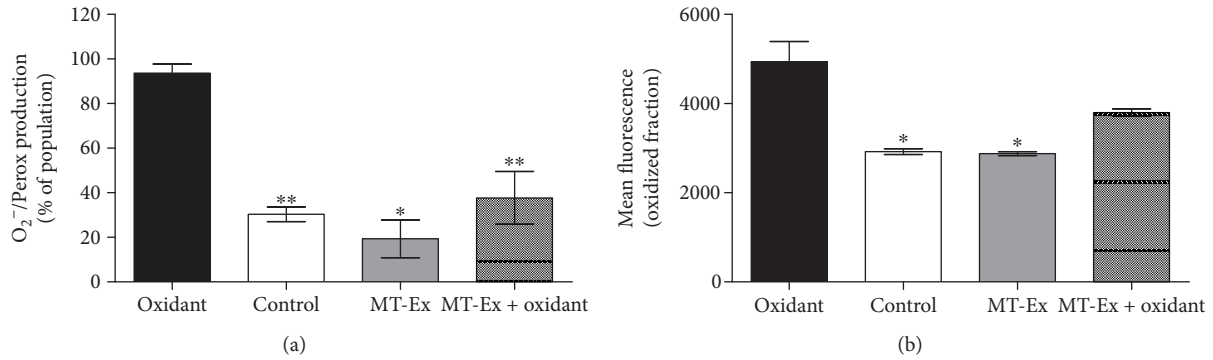 120
100
80
60
40
20
0
O₂⁻/Perox production
(% of population)
**
*
**
Oxidant
Control
MT-Ex
MT-Ex + oxidant
(a)
6000
4000
2000
0
Mean fluorescence
(oxidized fraction)
*
*
Oxidant
Control
MT-Ex
MT-Ex + oxidant
(b)